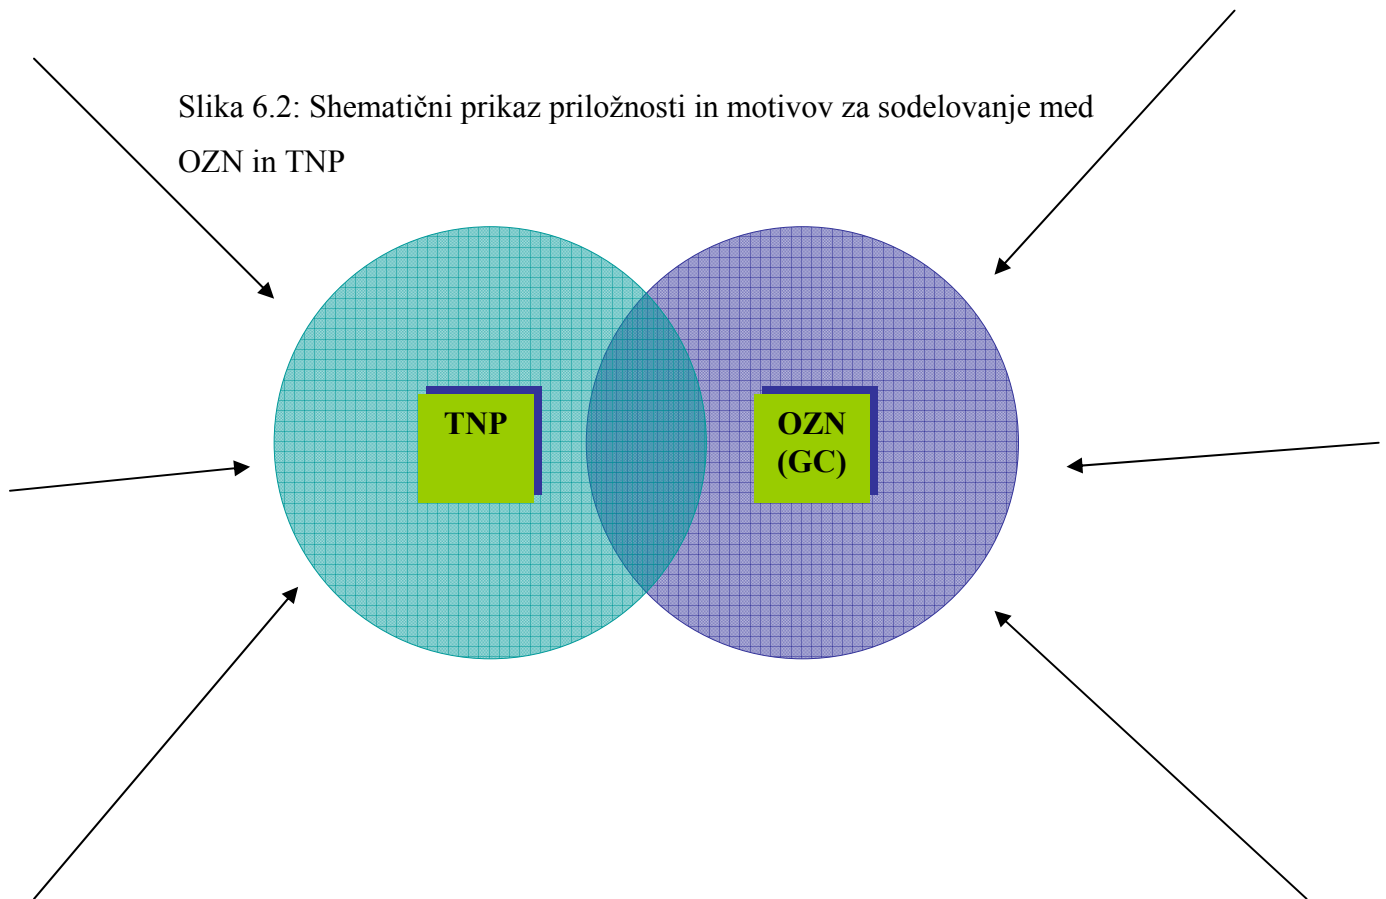 Slika 6.2: Shematični prikaz priložnosti in motivov za sodelovanje med
OZN in TNP
TNP
OZN
(GC)